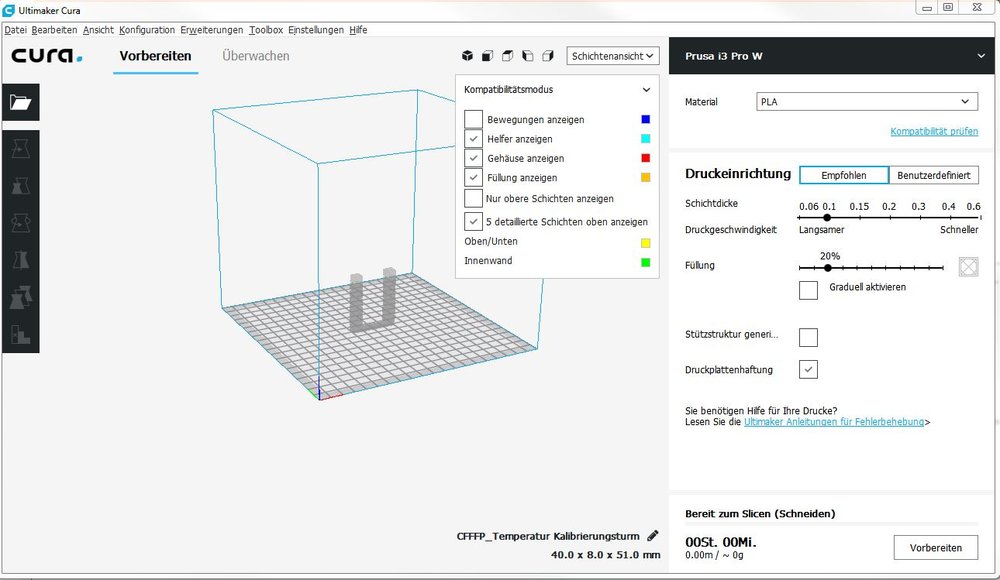 Ultimaker Cura
Datei Bearbeiten Ansicht Konfiguration Erweiterungen Toolbox Einstellungen Hilfe
cura.
Vorbereiten
Überwachen
Schichtenansicht
Kompatibilitätsmodus
Bewegungen anzeigen
Helfer anzeigen
Gehäuse anzeigen
Füllung anzeigen
Nur obere Schichten anzeigen
5 detaillierte Schichten oben anzeigen
Oben/Unten
Innenwand
CFFFP_Temperatur Kalibrierungsturm
40.0 x 8.0 x 51.0 mm
Prusa i3 Pro W
Material
PLA
Kompatibilität prüfen
Druckeinrichtung
Empfohlen
Benutzerdefiniert
Schichtdicke
0.06 0.1 0.15 0.2 0.3 0.4 0.6
Druckgeschwindigkeit
Langsamer
Schneller
Füllung
20%
Graduell aktivieren
Stützstruktur generi...
Druckplattenhaftung
Sie benötigen Hilfe für Ihre Drucke?
Lesen Sie die Ultimaker Anleitungen für Fehlerbehebung>
Bereit zum Slicen (Schneiden)
00St. 00Mi.
0.00m / ~ 0g
Vorbereiten